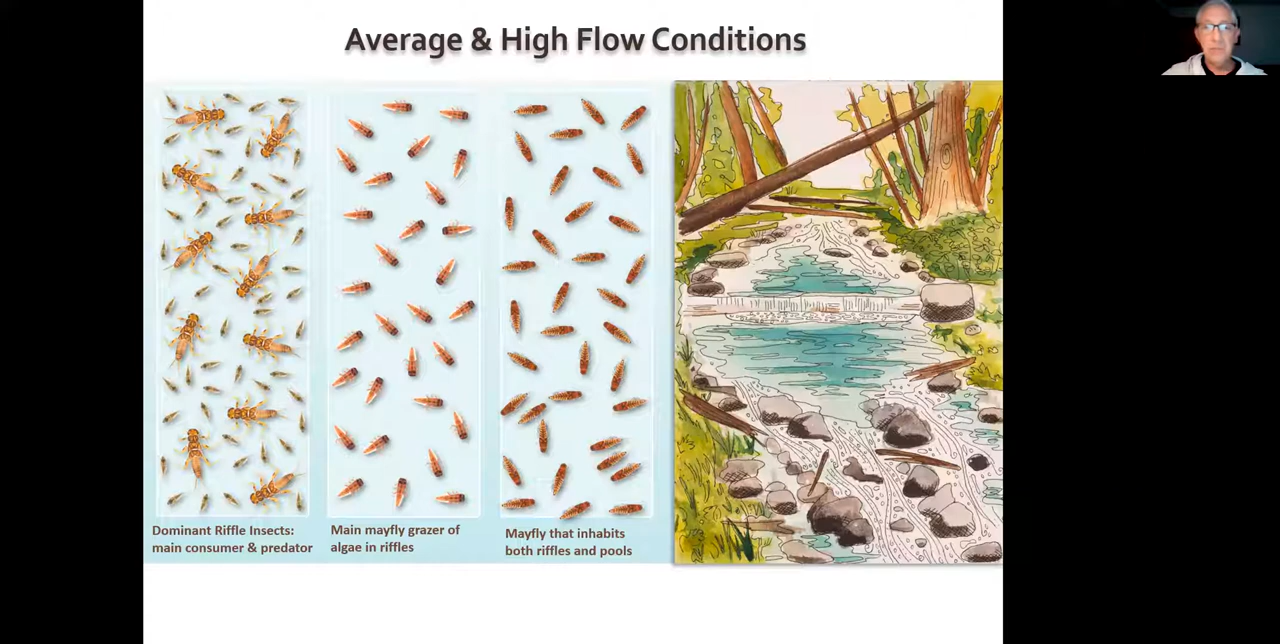 Average & High Flow Conditions
Dominant Riffle Insects:
main consumer & predator
Main mayfly grazer of
algae in riffles
Mayfly that inhabits
both riffles and pools